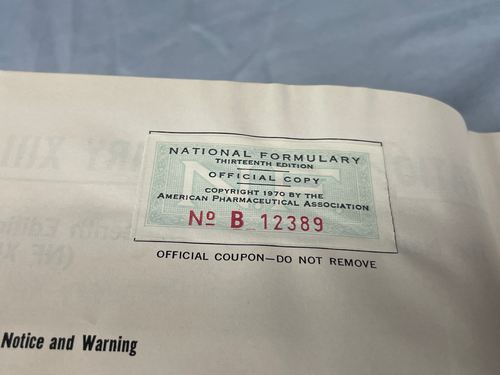 NATIONAL FORMULARY
THIRTEENTH EDITION
OFFICIAL COPY
COPYRIGHT 1970 BY THE
AMERICAN PHARMACEUTICAL ASSOCIATION
Nº B 12389
OFFICIAL COUPON—DO NOT REMOVE
Notice and Warning